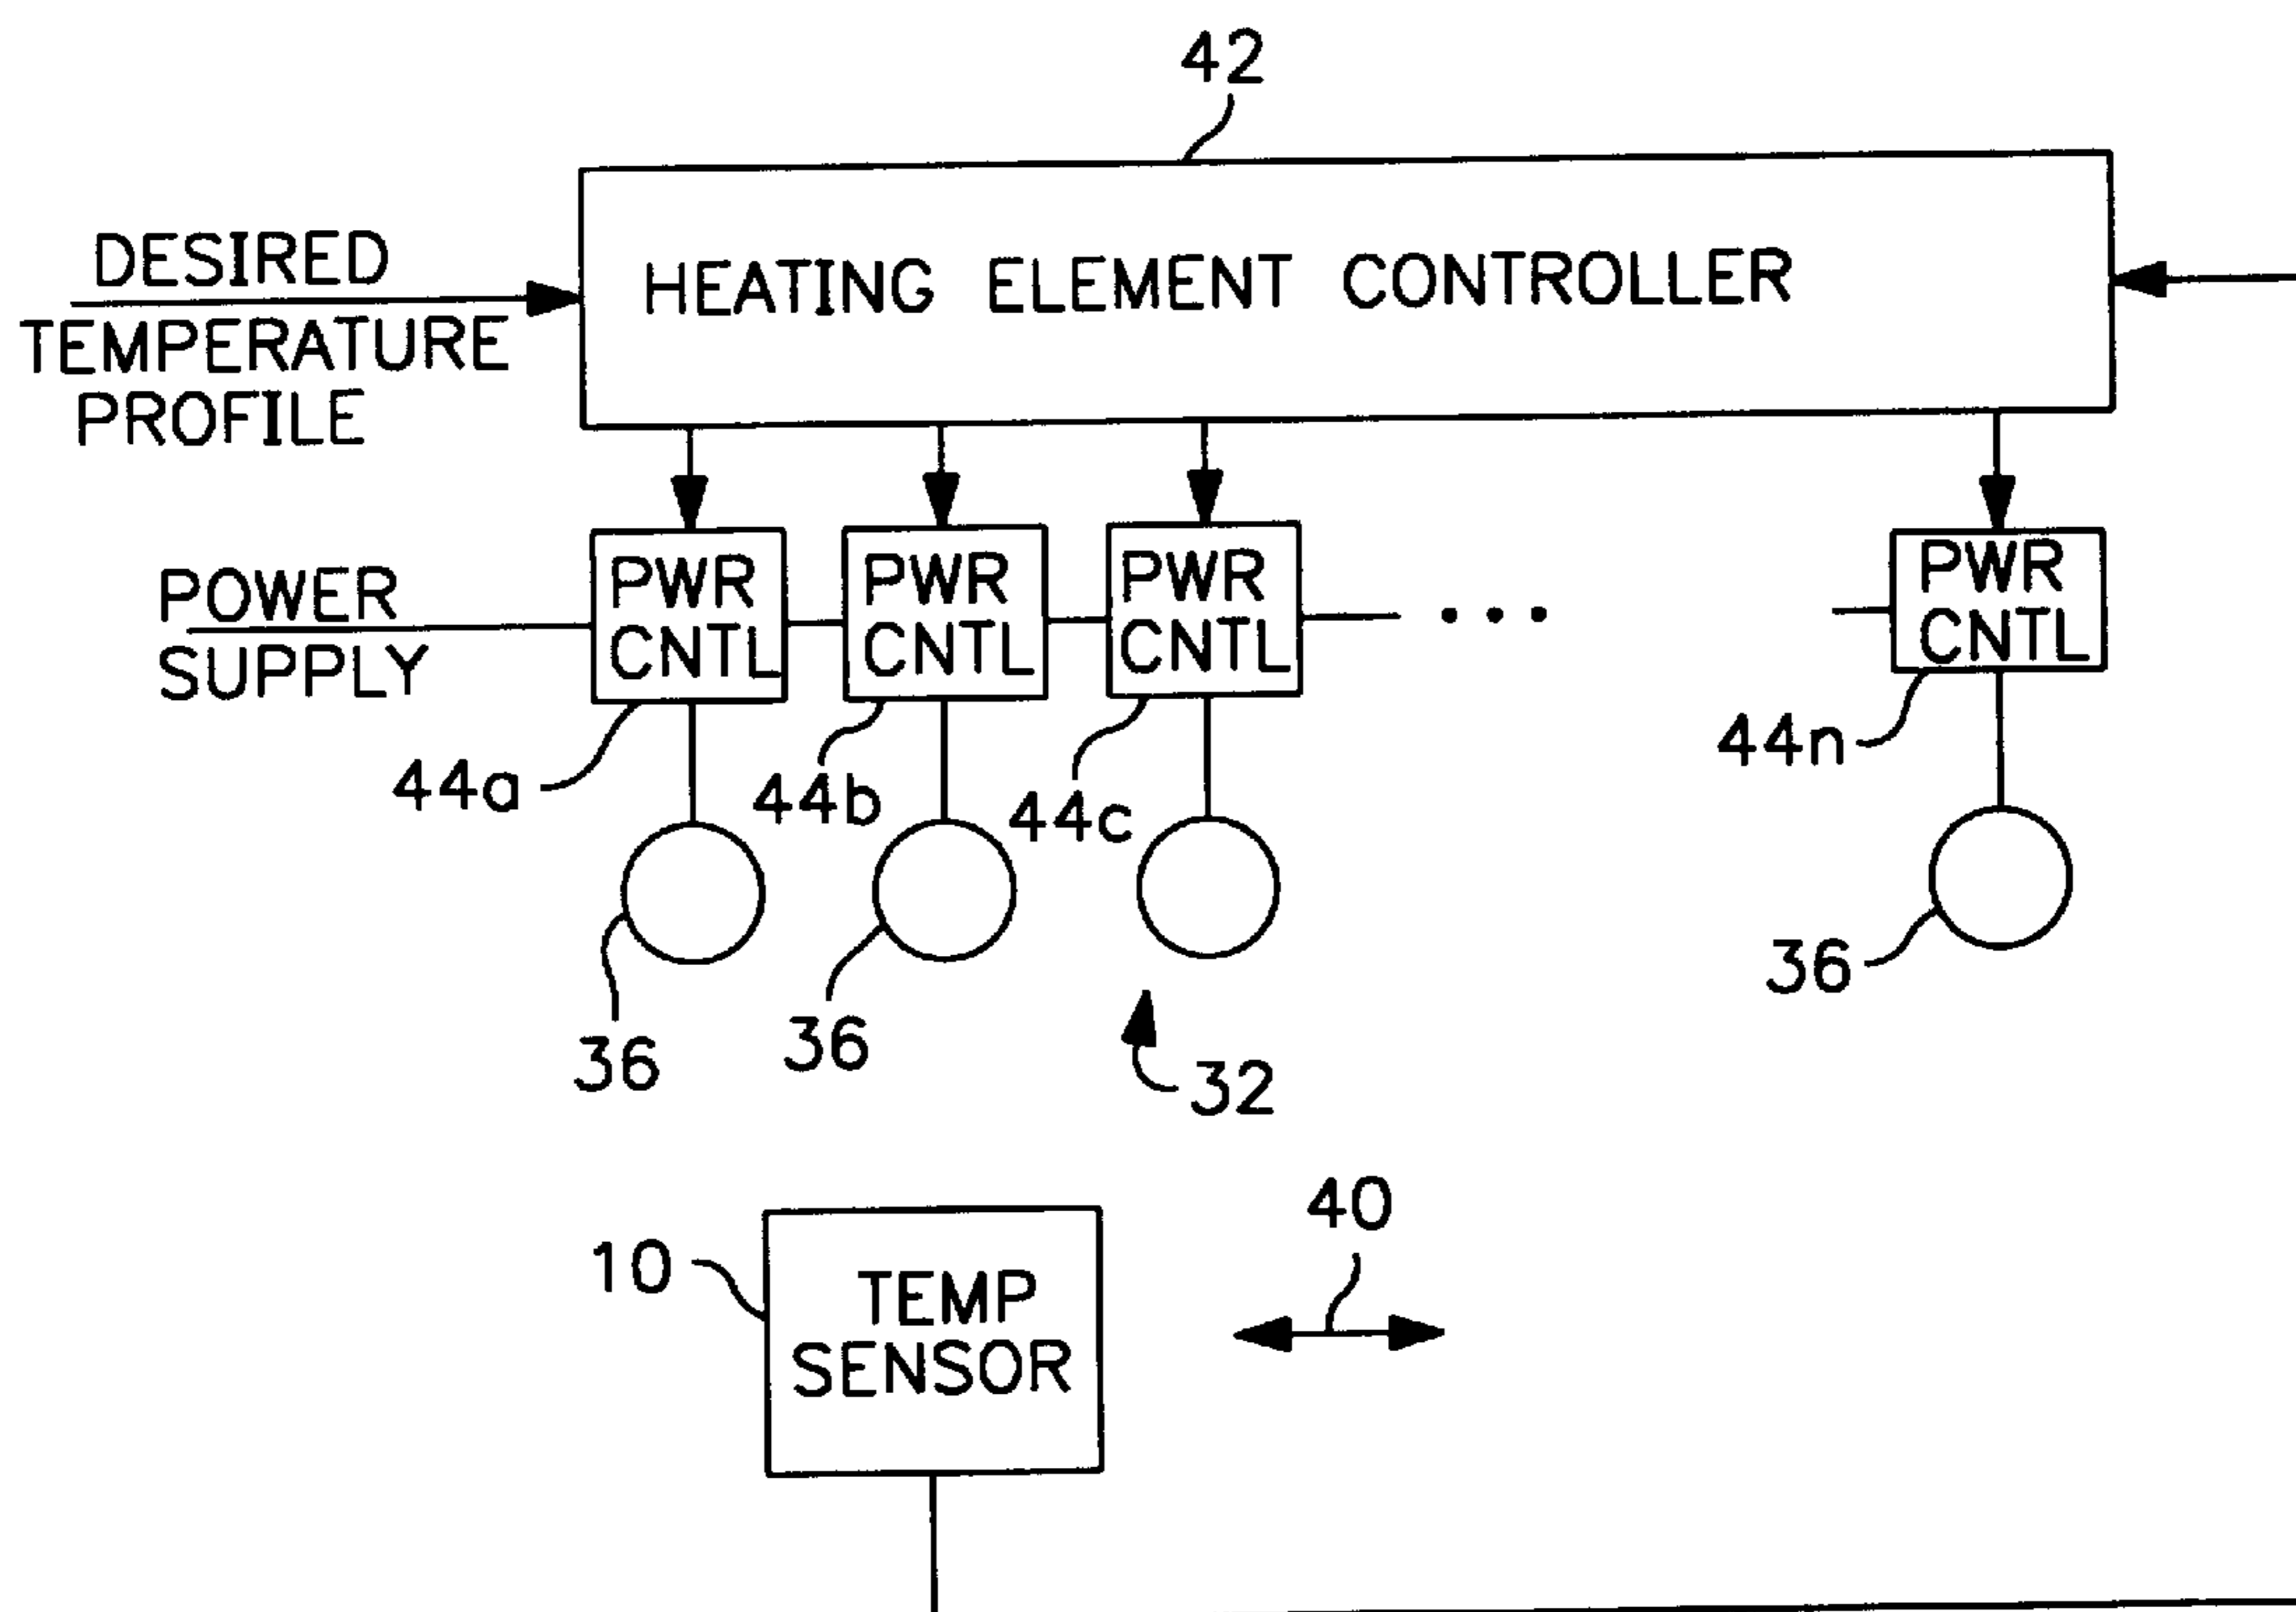 42
DESIRED
TEMPERATURE
PROFILE
HEATING ELEMENT CONTROLLER
POWER
SUPPLY
PWR
CNTL
PWR
CNTL
PWR
CNTL
• • •
PWR
CNTL
44a
44b
44c
44n
36
36
36
32
40
10
TEMP
SENSOR